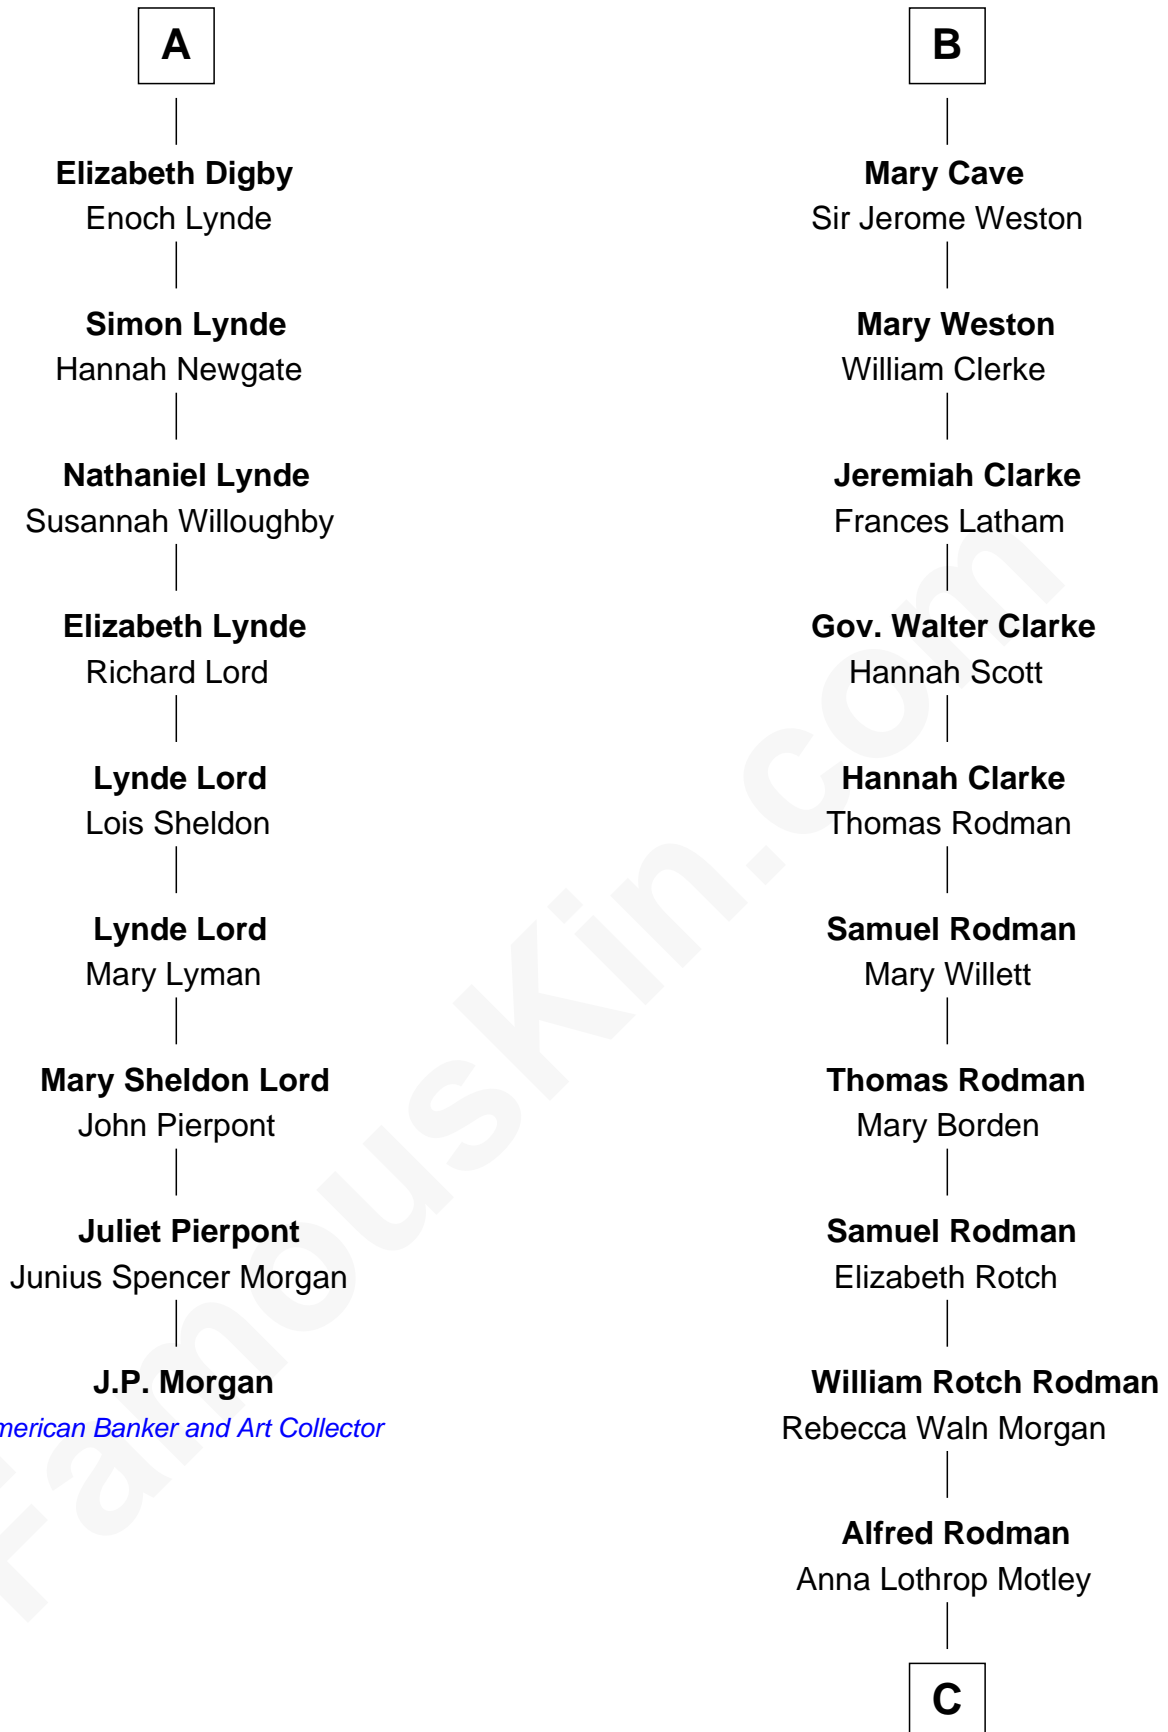 A
Elizabeth Digby
Enoch Lynde
Simon Lynde
Hannah Newgate
Nathaniel Lynde
Susannah Willoughby
Elizabeth Lynde
Richard Lord
Lynde Lord
Lois Sheldon
Lynde Lord
Mary Lyman
Mary Sheldon Lord
John Pierpont
Juliet Pierpont
Junius Spencer Morgan
J.P. Morgan
merican Banker and Art Collector
B
Mary Cave
Sir Jerome Weston
Mary Weston
William Clerke
Jeremiah Clarke
Frances Latham
Gov. Walter Clarke
Hannah Scott
Hannah Clarke
Thomas Rodman
Samuel Rodman
Mary Willett
Thomas Rodman
Mary Borden
Samuel Rodman
Elizabeth Rotch
William Rotch Rodman
Rebecca Waln Morgan
Alfred Rodman
Anna Lothrop Motley
C
FamousKin.com